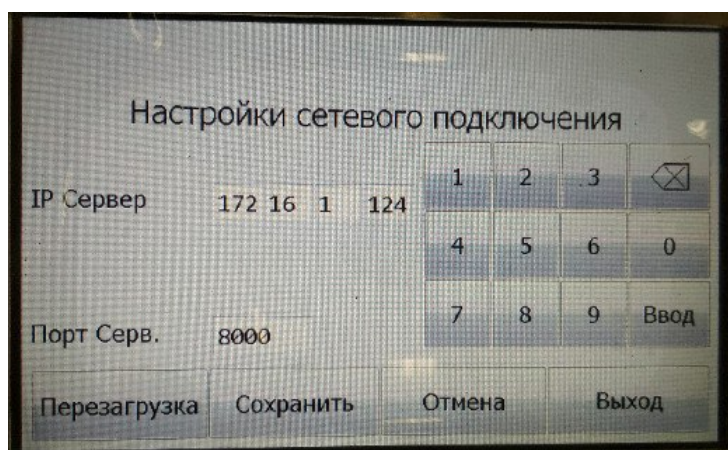 Настройки сетевого подключения
IP Сервер 172 16 1 124
1 2 3
4 5 6 0
Порт Серв. 8000
7 8 9 Ввод
Перезагрузка Сохранить Отмена Выход